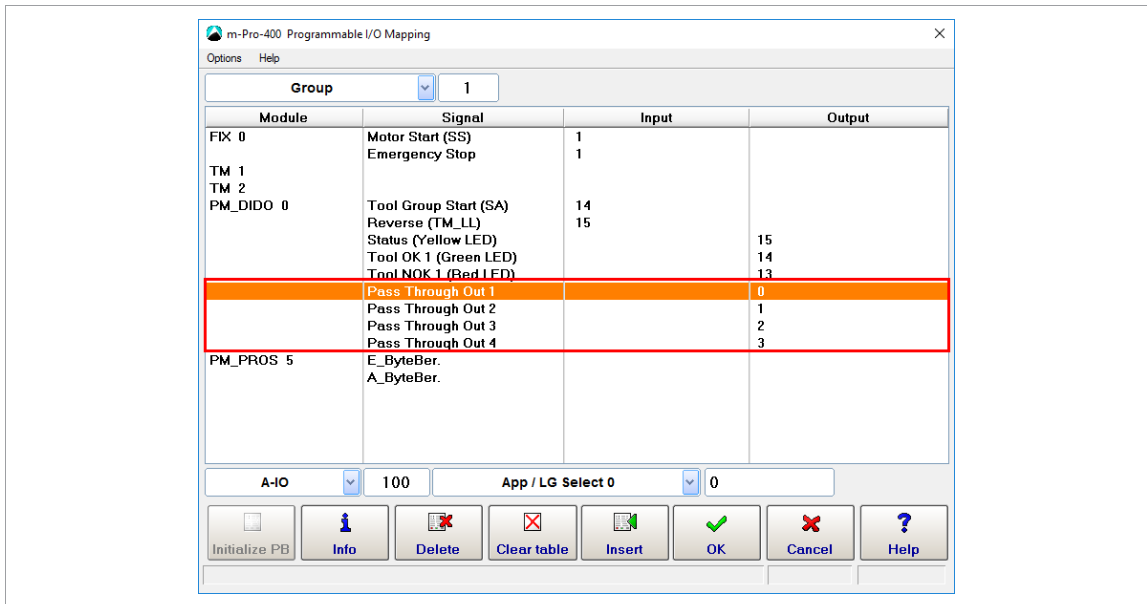 m-Pro-400 Programmable I/O Mapping
Options Help
Group 1
Module Signal Input Output
FIX 0 Motor Start (SS) 1
Emergency Stop 1
TM 1
TM 2
PM_DIDO 0 Tool Group Start (SA) 14
Reverse (TM_LL) 15
Status (Yellow LED) 15
Tool OK 1 (Green LED) 14
Tool NOK 1 (Red LED) 13
Pass Through Out 1 0
Pass Through Out 2 1
Pass Through Out 3 2
Pass Through Out 4 3
PM_PROS 5 E_ByteBer.
A_ByteBer.
A-IO 100 App / LG Select 0 0
Initialize PB Info Delete Clear table Insert OK Cancel Help